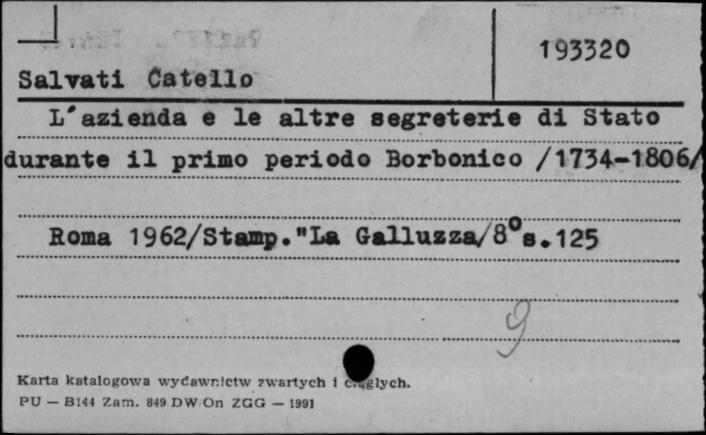 193320
Salvati Catello
L'azienda e le altre segreterie di Stato
durante il primo periodo Borbonico /1734-1806/
Roma 1962/Stamp."La Galluzza/8°s.125
9
Karta katalogowa wydawnictw zwartych i ciągłych.
PU — B144 Zam. 849 DW/On ZGG — 1991